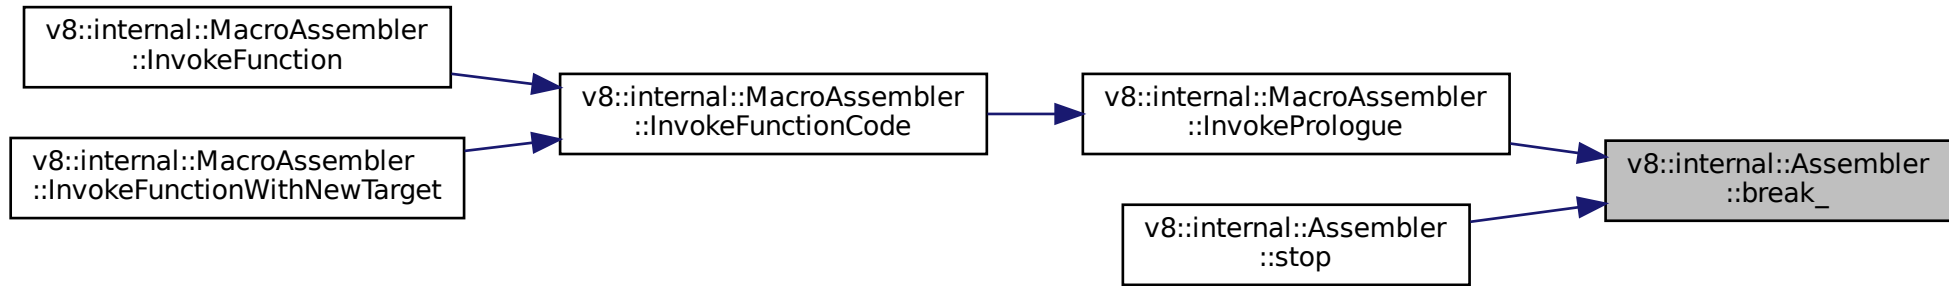 v8::internal::MacroAssembler
::InvokeFunction
v8::internal::MacroAssembler
::InvokeFunctionWithNewTarget
v8::internal::MacroAssembler
::InvokeFunctionCode
v8::internal::MacroAssembler
::InvokePrologue
v8::internal::Assembler
::stop
v8::internal::Assembler
::break_